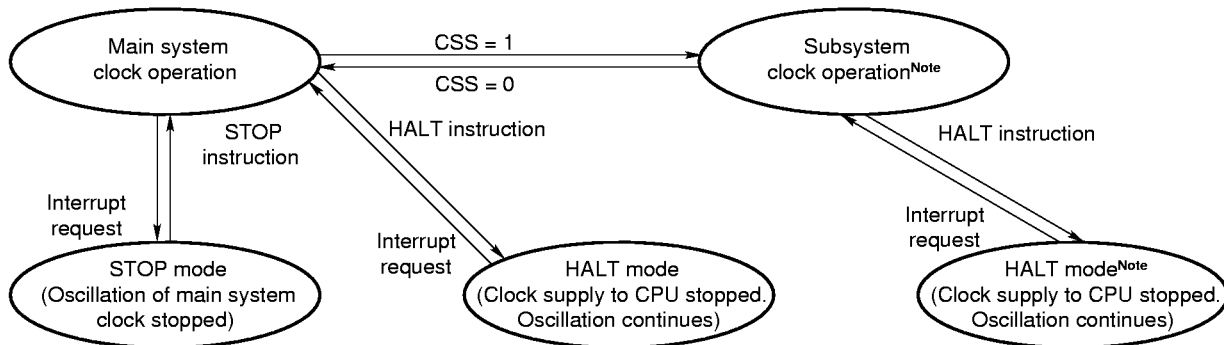 Main system
clock operation
CSS = 1
CSS = 0
Subsystem
clock operationNote
STOP
instruction
HALT instruction
HALT instruction
Interrupt
request
Interrupt
request
Interrupt
request
STOP mode
(Oscillation of main system
clock stopped)
HALT mode
(Clock supply to CPU stopped.
Oscillation continues)
HALT modeNote
(Clock supply to CPU stopped.
Oscillation continues)